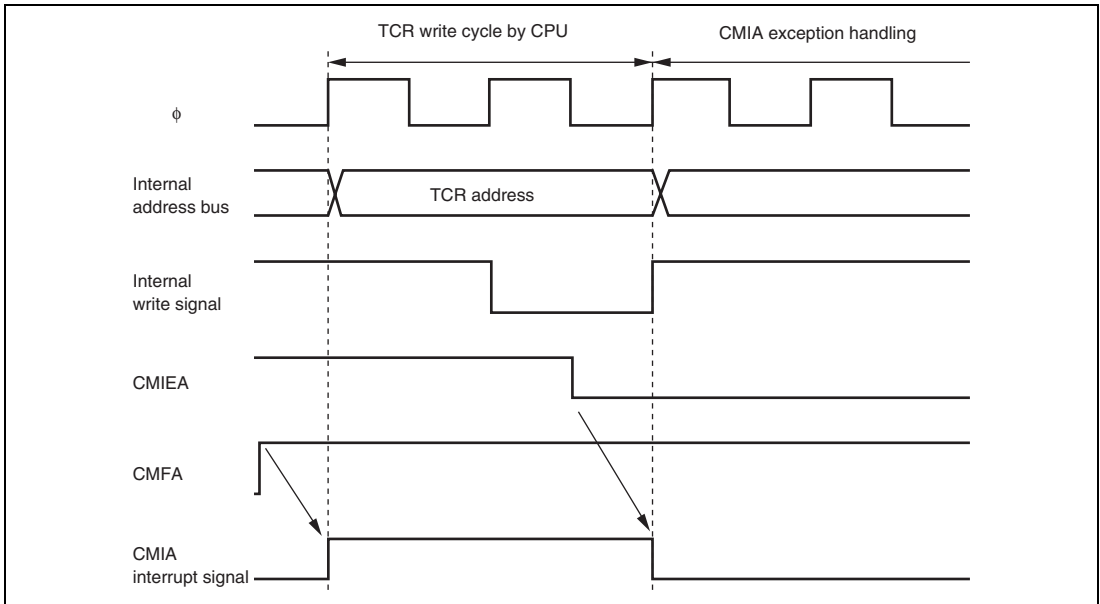 TCR write cycle by CPU
CMIA exception handling
ϕ
Internal
address bus
TCR address
Internal
write signal
CMIEA
CMFA
CMIA
interrupt signal